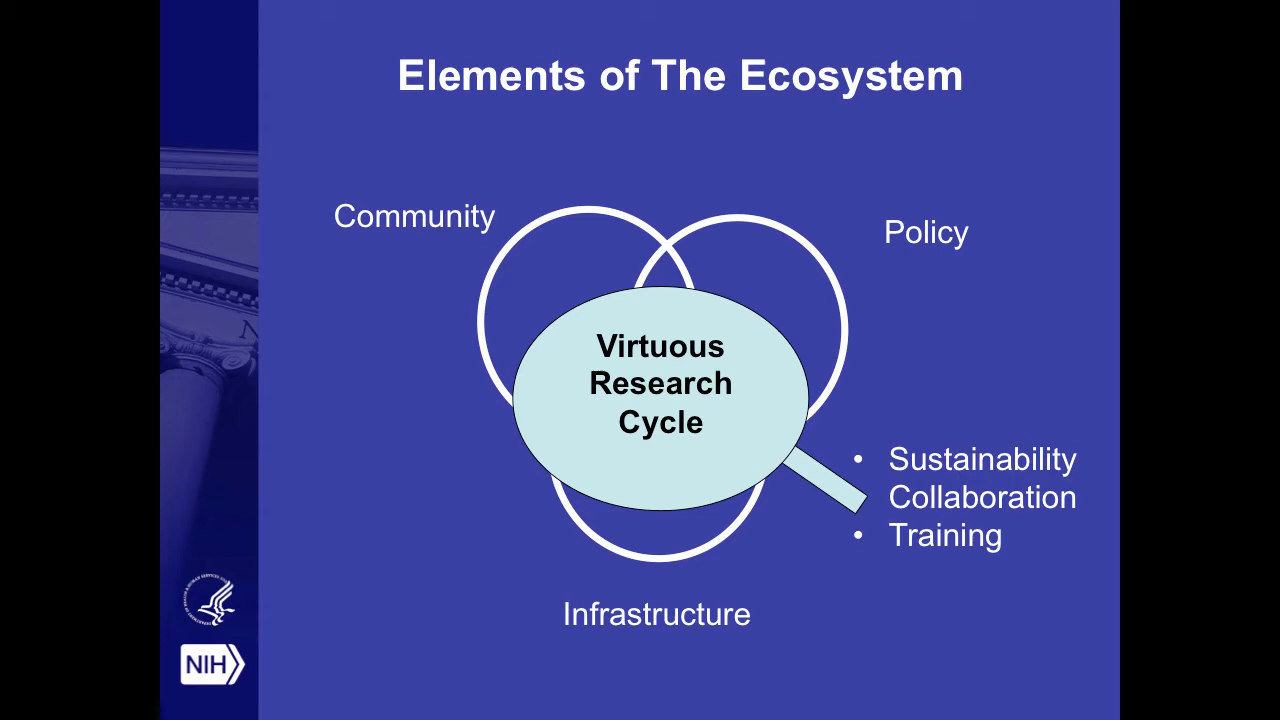 Elements of The Ecosystem
Community
Policy
Virtuous
Research
Cycle
• Sustainability
Collaboration
• Training
Infrastructure
NIH